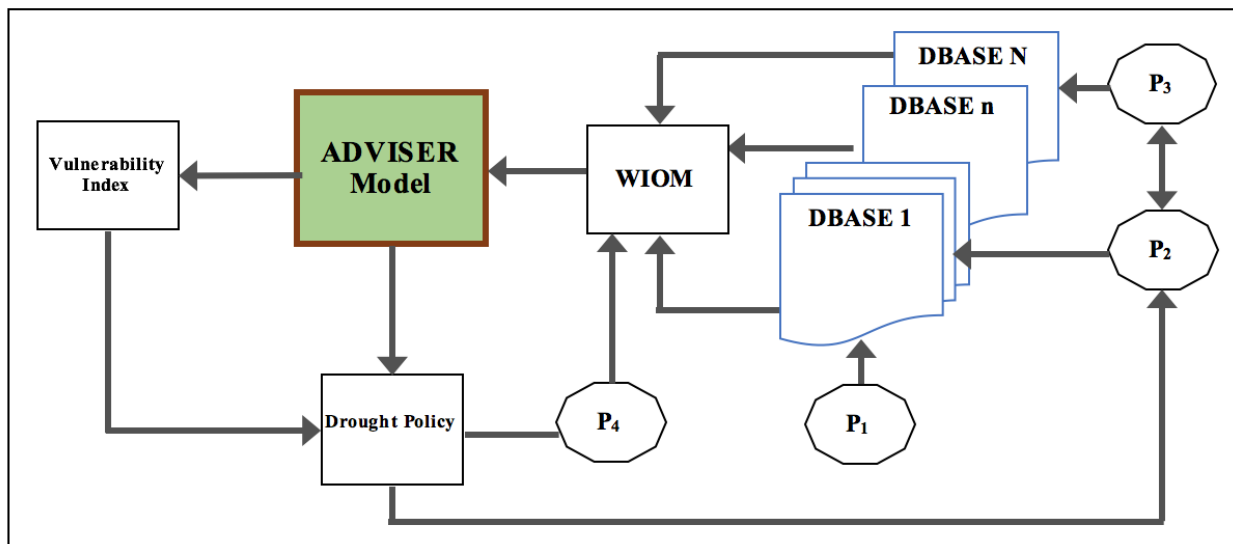 DBASE N
P₃
DBASE n
ADVISER
Model
Vulnerability
Index
WIOM
DBASE 1
P₂
Drought Policy
P₄
P₁